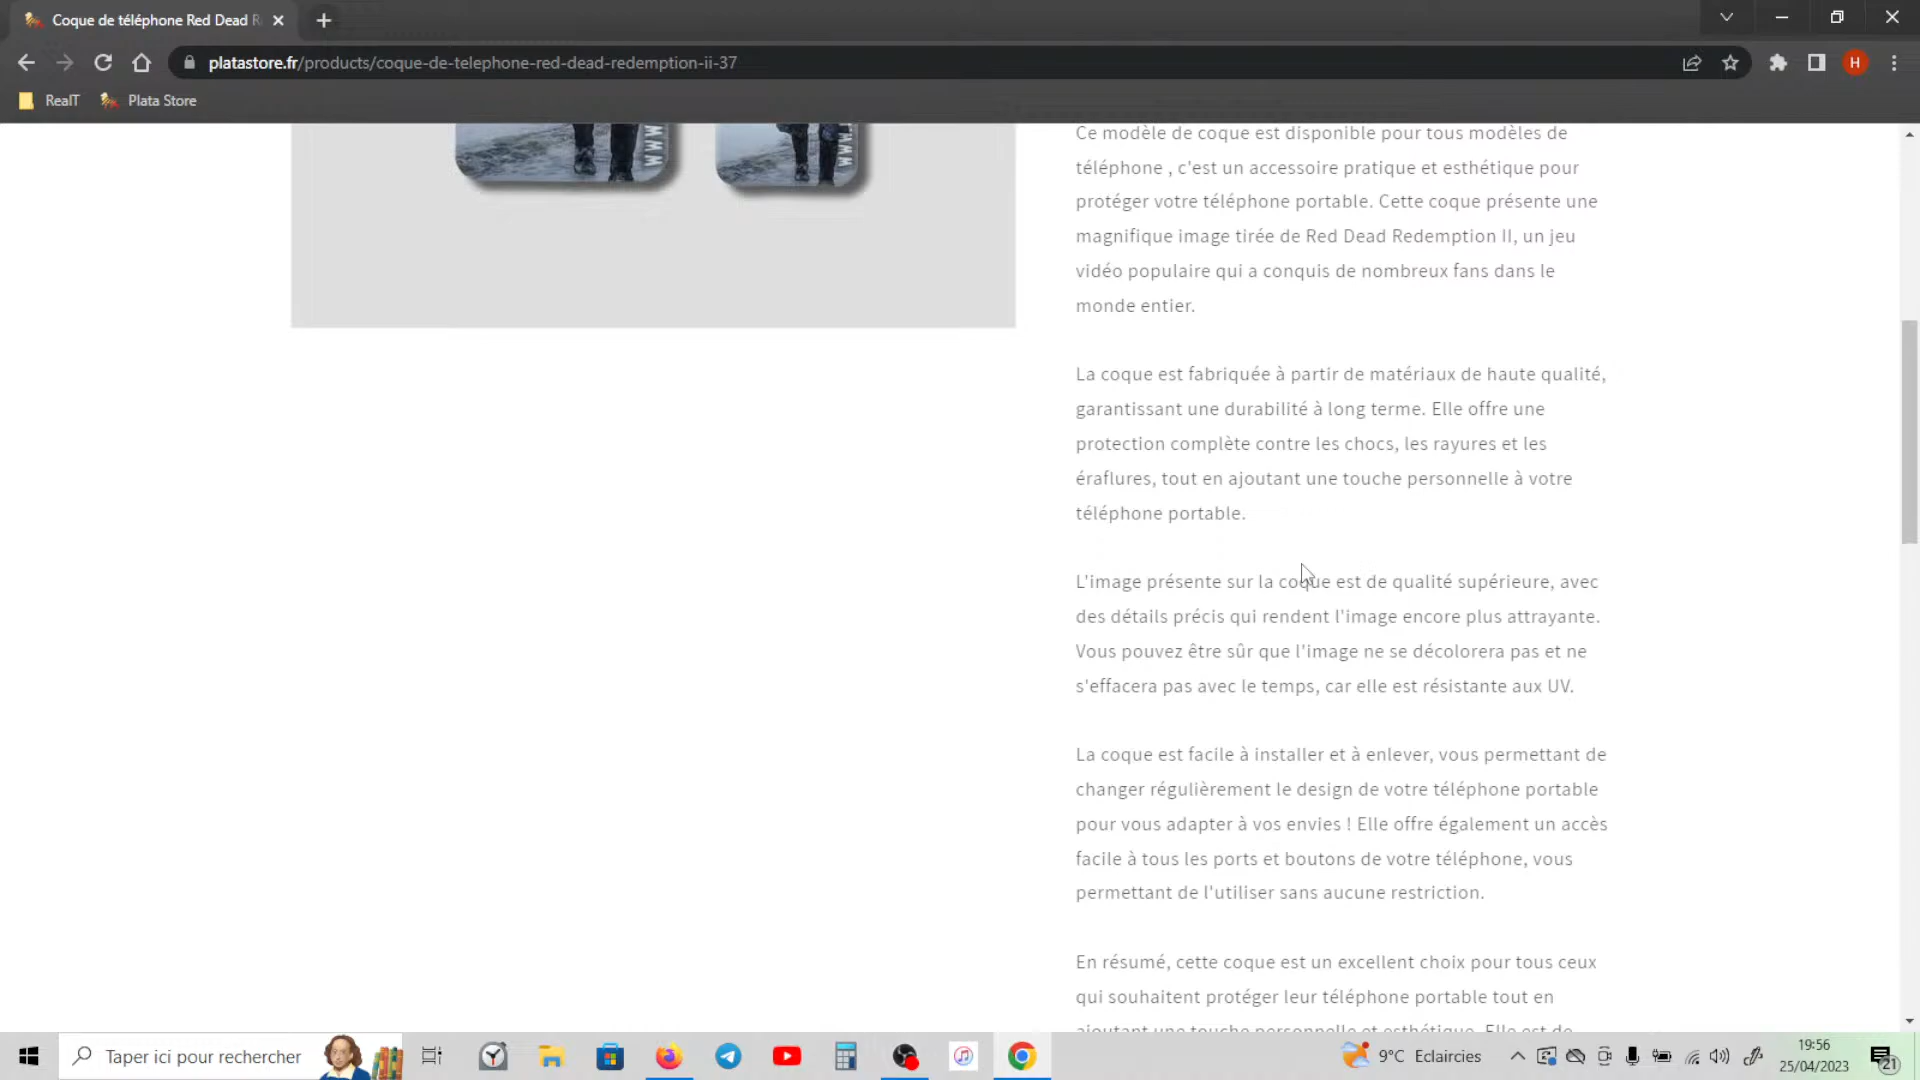 Coque de téléphone Red Dead R
platastore.fr/products/coque-de-telephone-red-dead-redemption-ii-37
H
RealT
Plata Store
Ce modèle de coque est disponible pour tous modèles de
téléphone , c'est un accessoire pratique et esthétique pour
protéger votre téléphone portable. Cette coque présente une
magnifique image tirée de Red Dead Redemption II, un jeu
vidéo populaire qui a conquis de nombreux fans dans le
monde entier.
La coque est fabriquée à partir de matériaux de haute qualité,
garantissant une durabilité à long terme. Elle offre une
protection complète contre les chocs, les rayures et les
éraflures, tout en ajoutant une touche personnelle à votre
téléphone portable.
L'image présente sur la coque est de qualité supérieure, avec
des détails précis qui rendent l'image encore plus attrayante.
Vous pouvez être sûr que l'image ne se décolorera pas et ne
s'effacera pas avec le temps, car elle est résistante aux UV.
La coque est facile à installer et à enlever, vous permettant de
changer régulièrement le design de votre téléphone portable
pour vous adapter à vos envies ! Elle offre également un accès
facile à tous les ports et boutons de votre téléphone, vous
permettant de l'utiliser sans aucune restriction.
En résumé, cette coque est un excellent choix pour tous ceux
qui souhaitent protéger leur téléphone portable tout en
ajoutant une touche personnelle et esthétique. Elle est de
Taper ici pour rechercher
9°C Eclaircies
19:56
25/04/2023
21